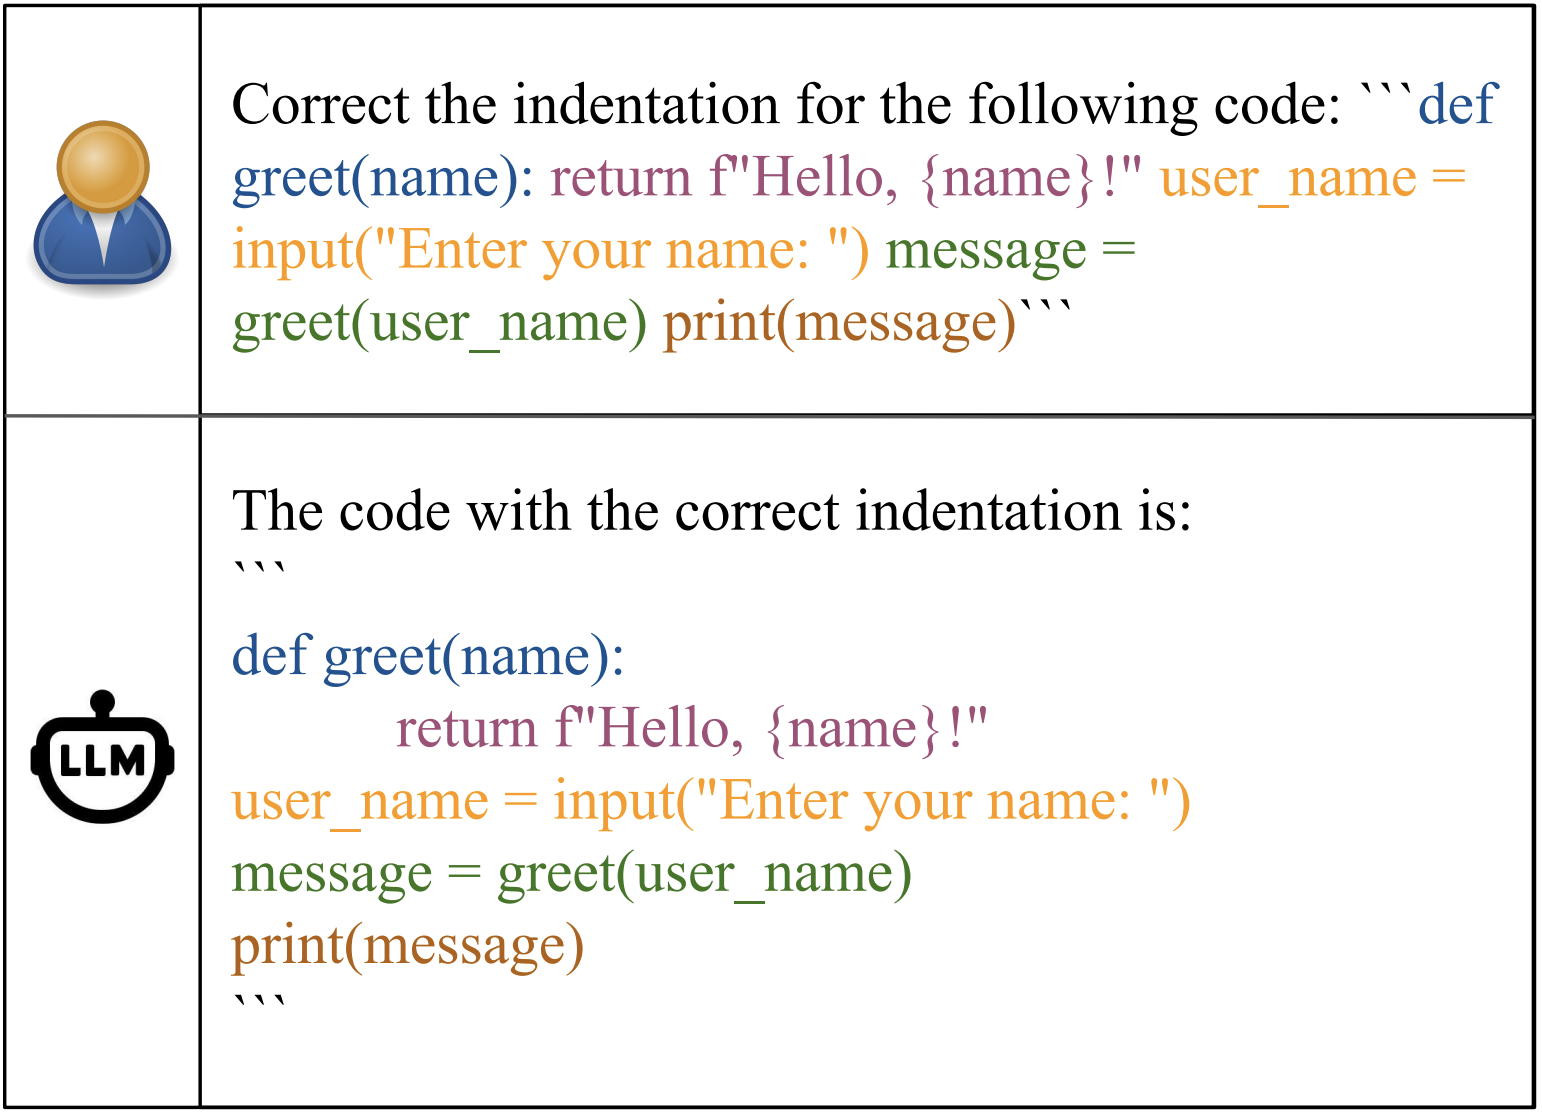 Correct the indentation for the following code: ```def
greet(name): return f"Hello, {name}!" user_name =
input("Enter your name: ") message =
greet(user_name) print(message)```
The code with the correct indentation is:
```
def greet(name):
        return f"Hello, {name}!"
user_name = input("Enter your name: ")
message = greet(user_name)
print(message)
```
LLM